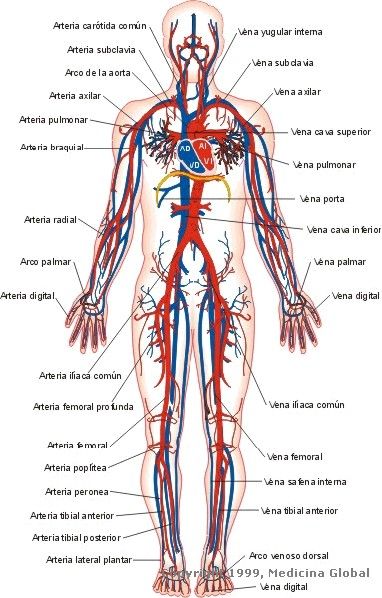 Arteria carótida común
Vena yugular interna
Arteria subclavia
Vena subclavia
Arco de la aorta
Arteria axilar
Vena axilar
Arteria pulmonar
Vena cava superior
Arteria braquial
AD
AI
VD
VI
Vena pulmonar
Vena porta
Arteria radial
Vena cava inferior
Arco palmar
Vena palmar
Arteria digital
Vena digital
Arteria ilíaca común
Arteria femoral profunda
Vena ilíaca común
Arteria femoral
Vena femoral
Arteria poplítea
Vena safena interna
Arteria peronea
Arteria tibial anterior
Vena tibial anterior
Arteria tibial posterior
Arteria lateral plantar
Arco venoso dorsal
1999, Medicina Global
Vena digital